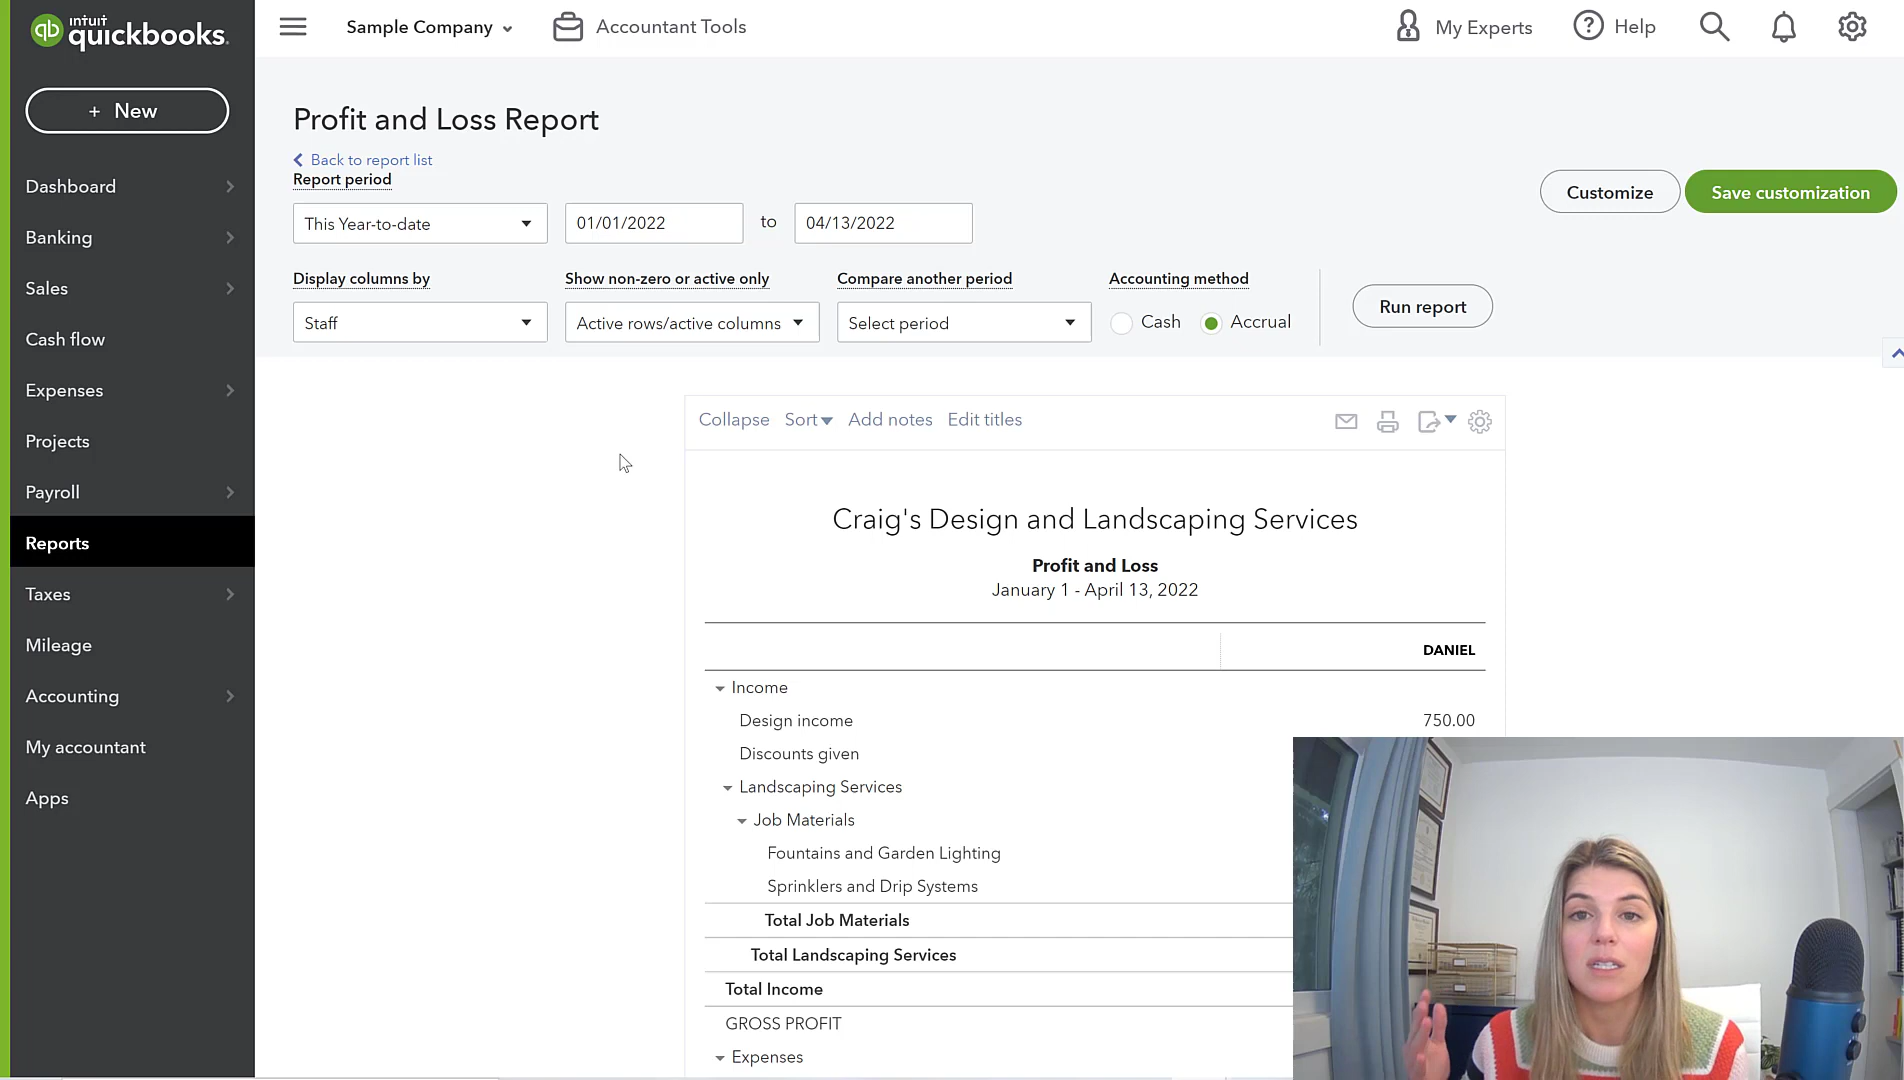 intuit
qb quickbooks.
Sample Company
Accountant Tools
My Experts
Help
+ New
Dashboard
Banking
Sales
Cash flow
Expenses
Projects
Payroll
Reports
Taxes
Mileage
Accounting
My accountant
Apps
Profit and Loss Report
Back to report list
Report period
This Year-to-date
01/01/2022
to
04/13/2022
Customize
Save customization
Display columns by
Show non-zero or active only
Compare another period
Accounting method
Staff
Active rows/active columns
Select period
Cash
Accrual
Run report
Collapse Sort Add notes Edit titles
Craig's Design and Landscaping Services
Profit and Loss
January 1 - April 13, 2022
DANIEL
Income
Design income 750.00
Discounts given
Landscaping Services
Job Materials
Fountains and Garden Lighting
Sprinklers and Drip Systems
Total Job Materials
Total Landscaping Services
Total Income
GROSS PROFIT
Expenses